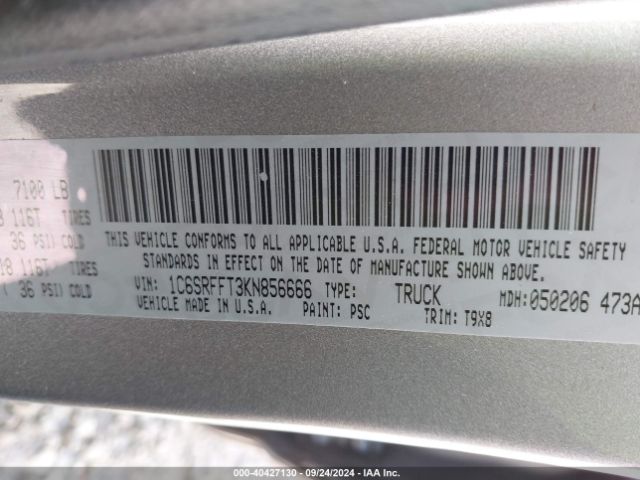 7100 LB
116T TIRES
36 PSI) COLD
THIS VEHICLE CONFORMS TO ALL APPLICABLE U.S.A. FEDERAL MOTOR VEHICLE SAFETY
STANDARDS IN EFFECT ON THE DATE OF MANUFACTURE SHOWN ABOVE.
18 116T TIRES
36 PSI) COLD
VIN: 1C6SRFFT3KN856666 TYPE: TRUCK MDH: 050206 473A
VEHICLE MADE IN U.S.A. PAINT: PSC TRIM: T9X8
000-40427130 - 09/24/2024 - IAA Inc.